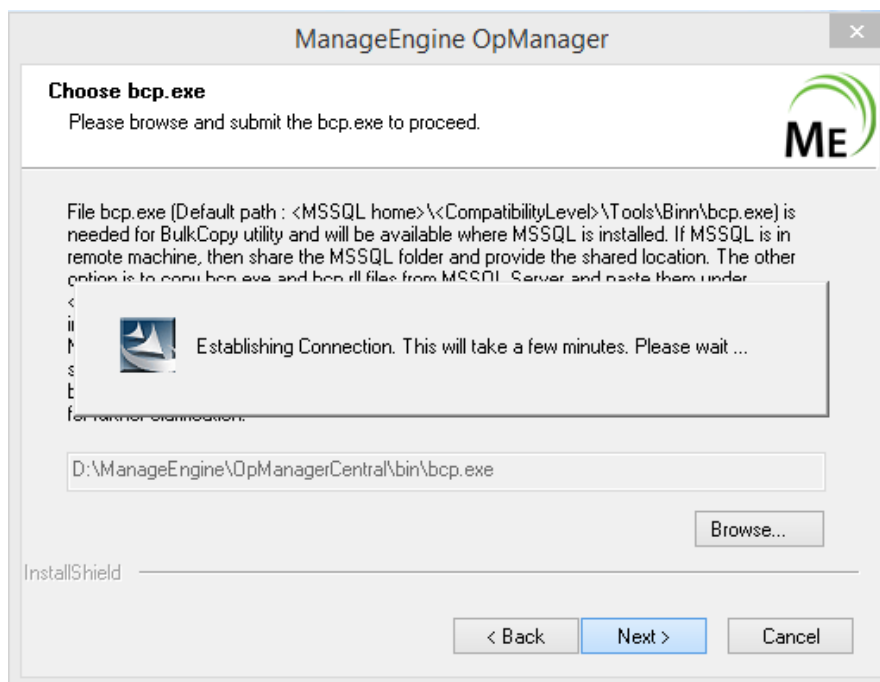 ManageEngine OpManager
Choose bcp.exe
Please browse and submit the bcp.exe to proceed.
ME
File bcp.exe (Default path : <MSSQL home>\<CompatibilityLevel>\Tools\Binn\bcp.exe) is
needed for BulkCopy utility and will be available where MSSQL is installed. If MSSQL is in
remote machine, then share the MSSQL folder and provide the shared location. The other
option is to copy bcp.exe and bcp.rll files from MSSQL Server and paste them under
Establishing Connection. This will take a few minutes. Please wait ...
for further clarification.
D:\ManageEngine\OpManagerCentral\bin\bcp.exe
Browse...
InstallShield
< Back
Next >
Cancel